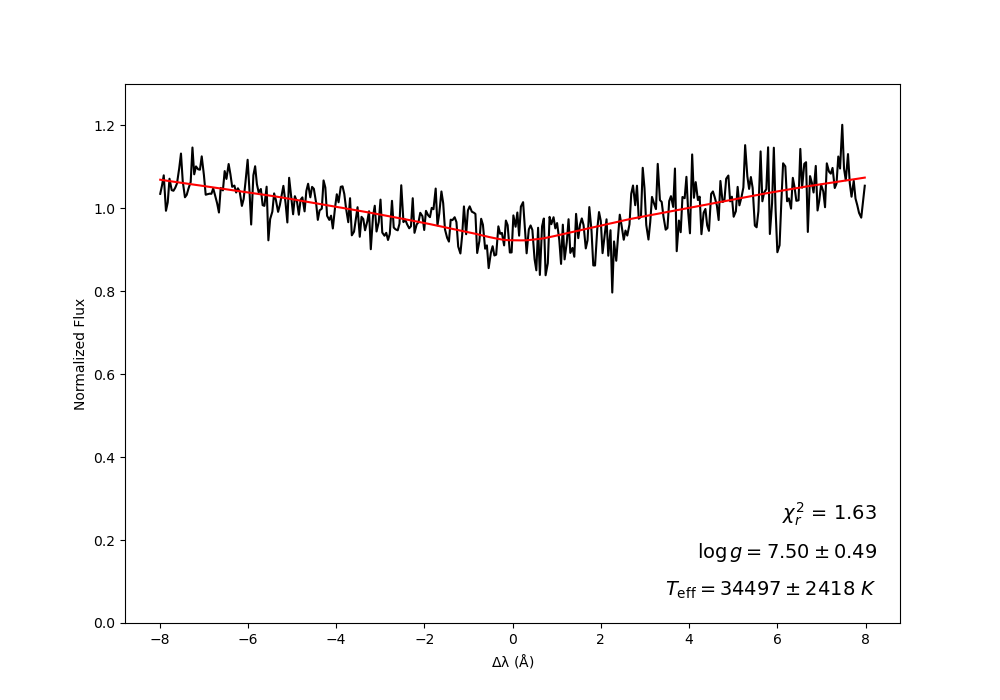 1.2
1.0
0.8
0.6
0.4
0.2
0.0
Normalized Flux
χ²ᵣ = 1.63
log g = 7.50 ± 0.49
T_eff = 34497 ± 2418 K
−8 −6 −4 −2 0 2 4 6 8
Δλ (Å)